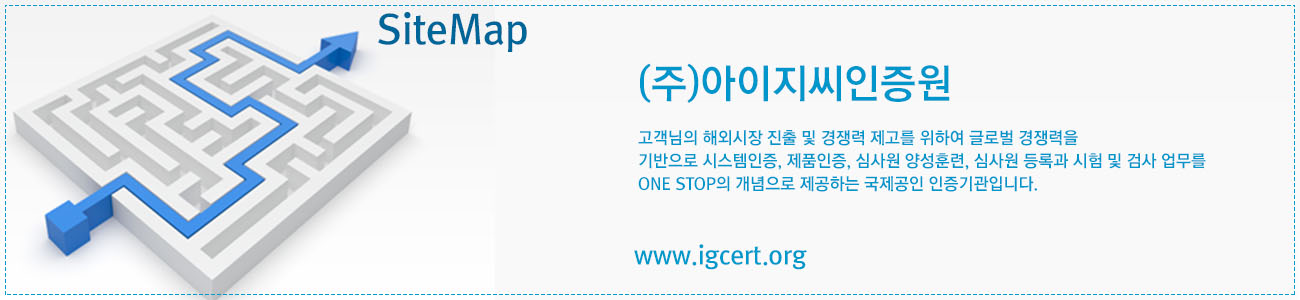 SiteMap
(주)아이지씨인증원
고객님의 해외시장 진출 및 경쟁력 제고를 위하여 글로벌 경쟁력을
기반으로 시스템인증, 제품인증, 심사원 양성훈련, 심사원 등록과 시험 및 검사 업무를
ONE STOP의 개념으로 제공하는 국제공인 인증기관입니다.
www.igcert.org